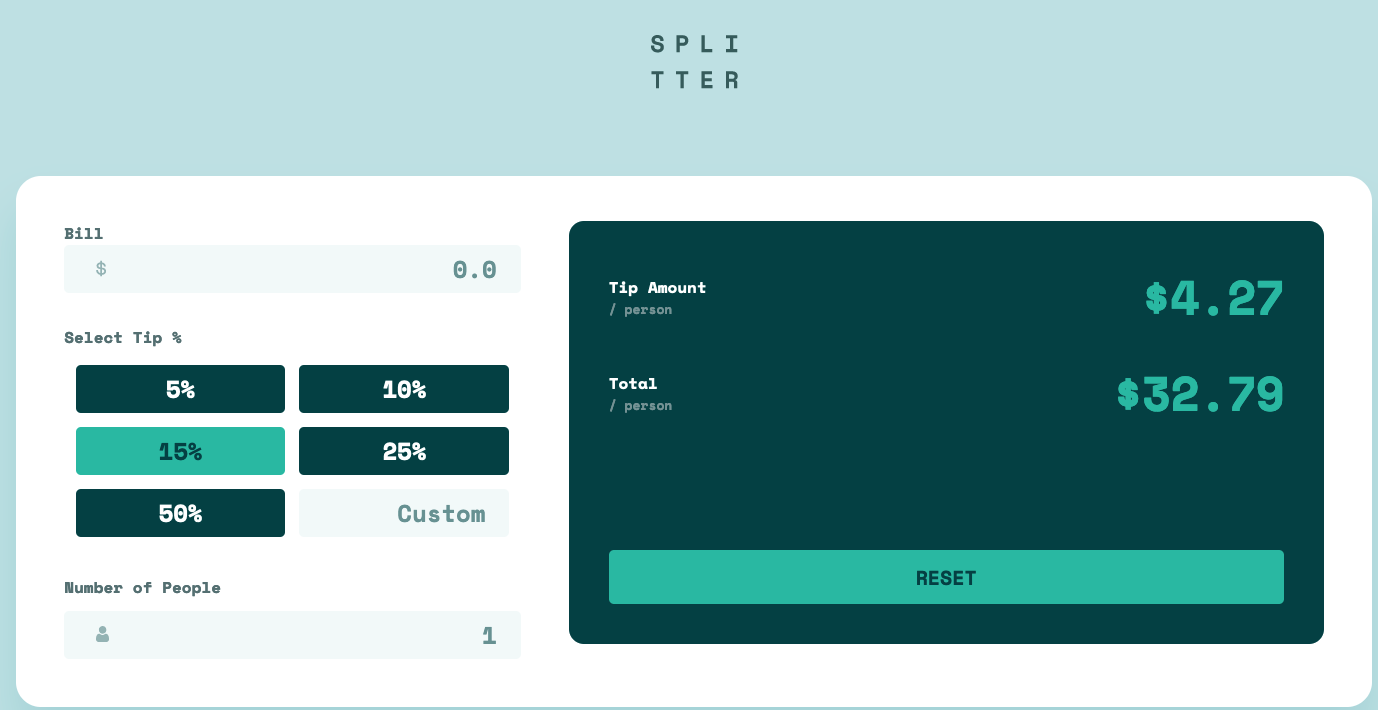 SPLI
TTER
Bill
$ 0.0
Select Tip %
5% 10%
15% 25%
50% Custom
Number of People
1
Tip Amount
/ person
$4.27
Total
/ person
$32.79
RESET